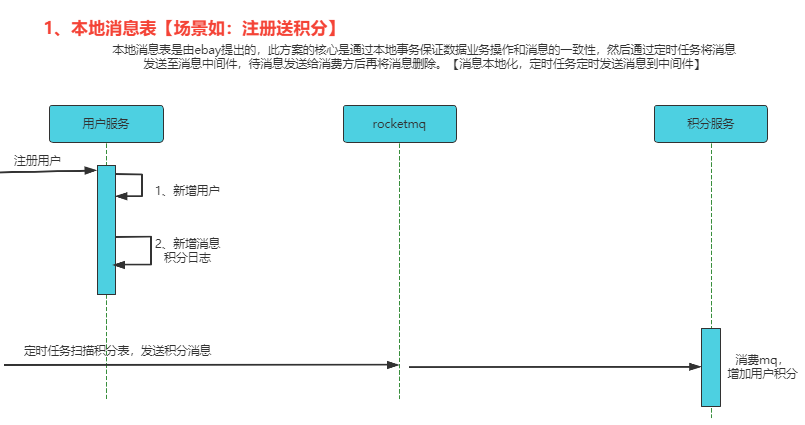 1、本地消息表【场景如：注册送积分】
本地消息表是由ebay提出的，此方案的核心是通过本地事务保证数据业务操作和消息的一致性，然后通过定时任务将消息
发送至消息中间件，待消息发送给消费方后再将消息删除。【消息本地化，定时任务定时发送消息到中间件】
用户服务
rocketmq
积分服务
注册用户
1、新增用户
2、新增消息
积分日志
定时任务扫描积分表，发送积分消息
消费mq，
增加用户积分